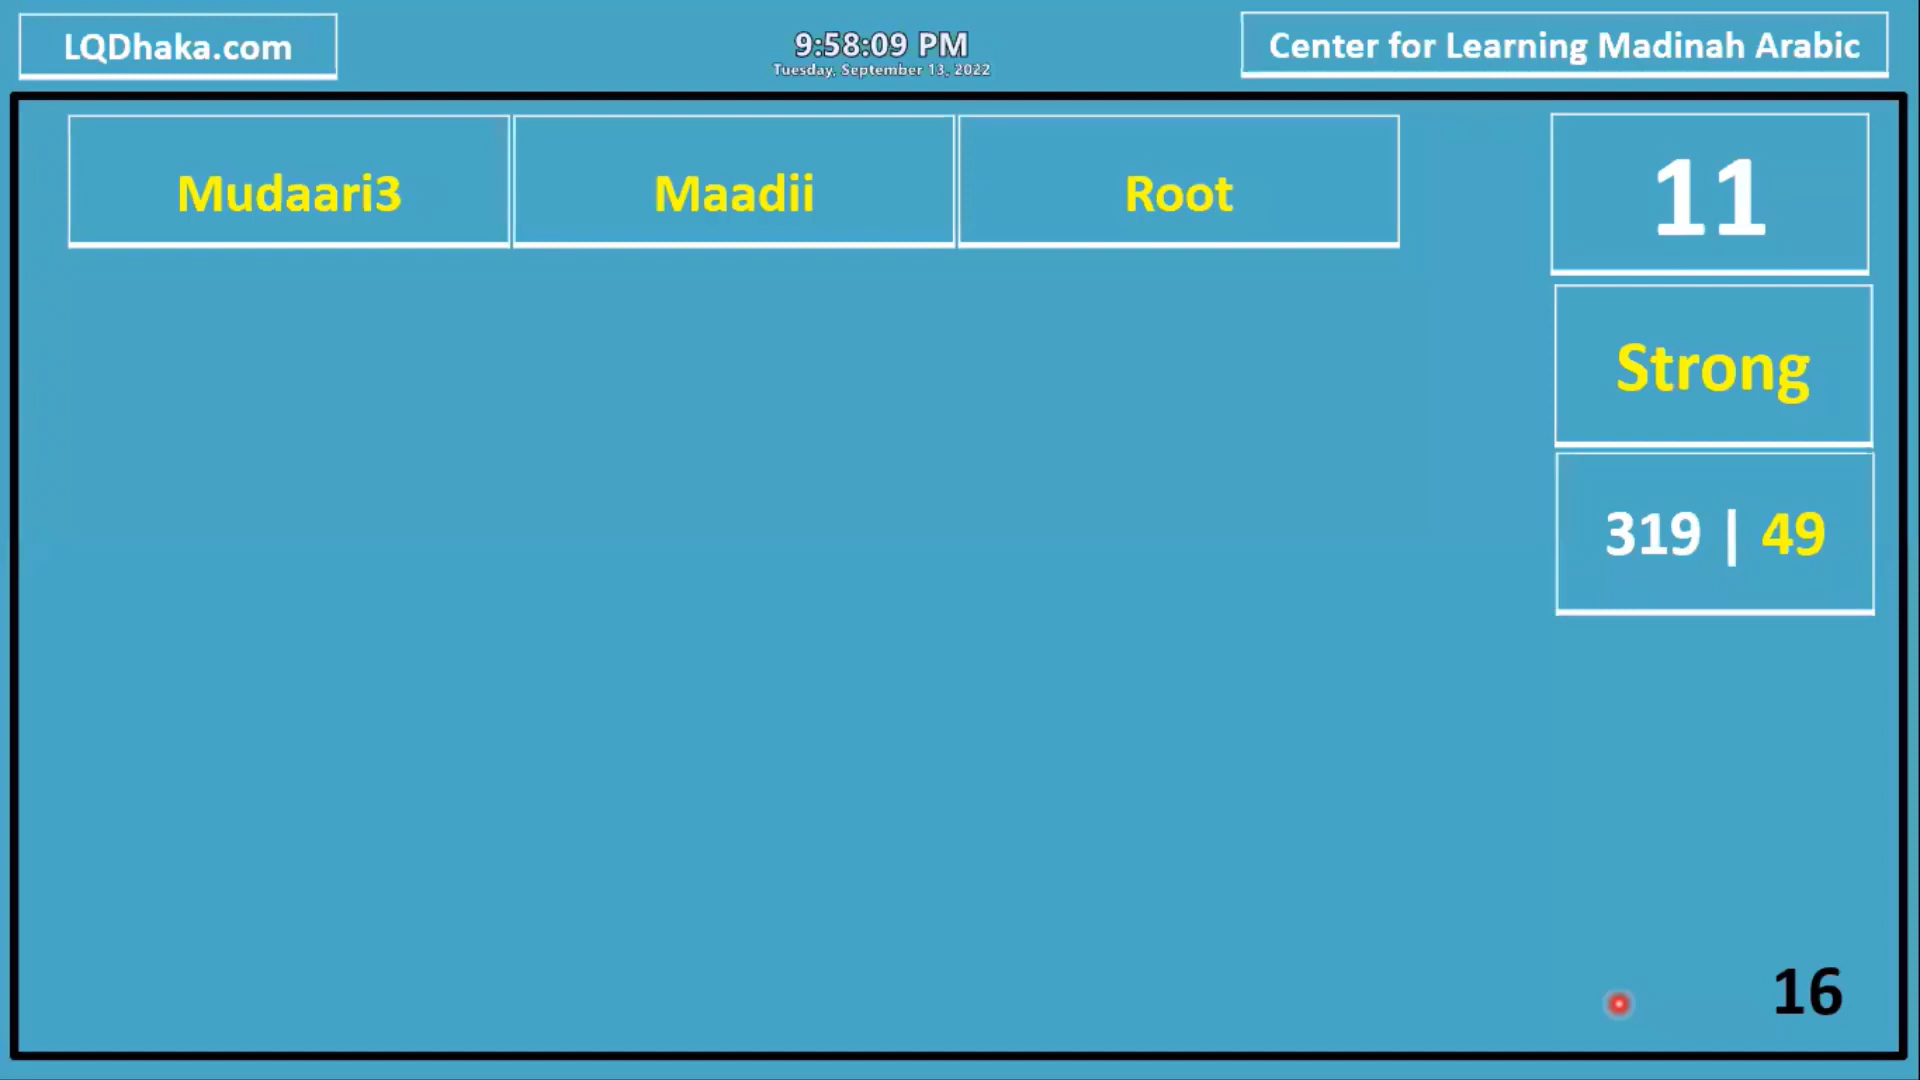 LQDhaka.com
9:58:09 PM
Tuesday, September 13, 2022
Center for Learning Madinah Arabic
Mudaari3
Maadii
Root
11
Strong
319 | 49
16